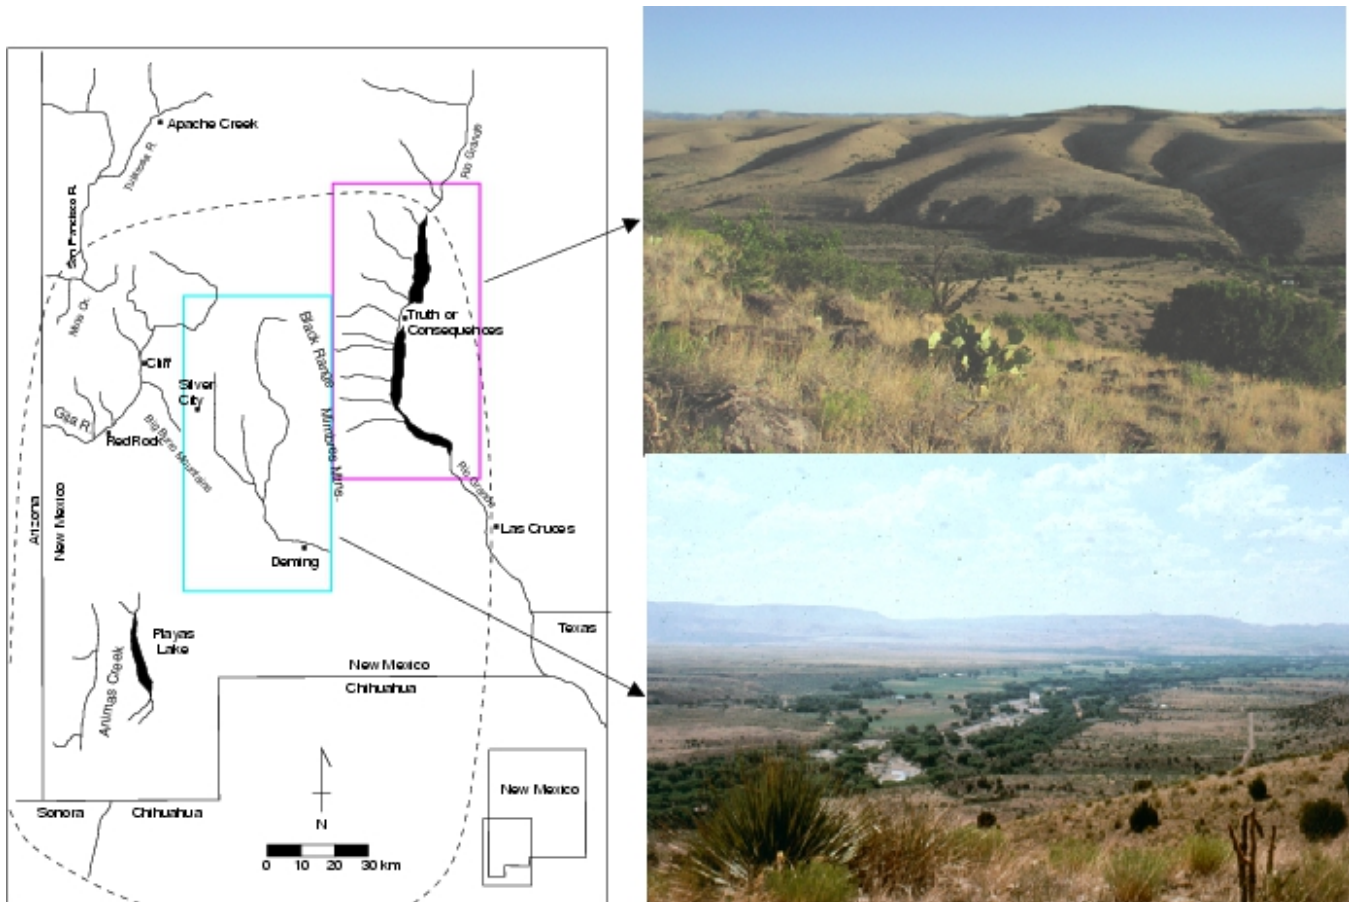 Apache Creek
Rio Grande
Tularosa R.
San Francisco R.
Truth or
Consequences
Black Range
Cliff
Silver
City
Gila R.
Red Rock
Big Burro Mountains
Mimbres Mtns.
Rio Grande
Las Cruces
Arizona
New Mexico
Deming
Playas
Lake
Animas Creek
Texas
New Mexico
Chihuahua
New Mexico
Sonora
Chihuahua
N
0 10 20 30 km